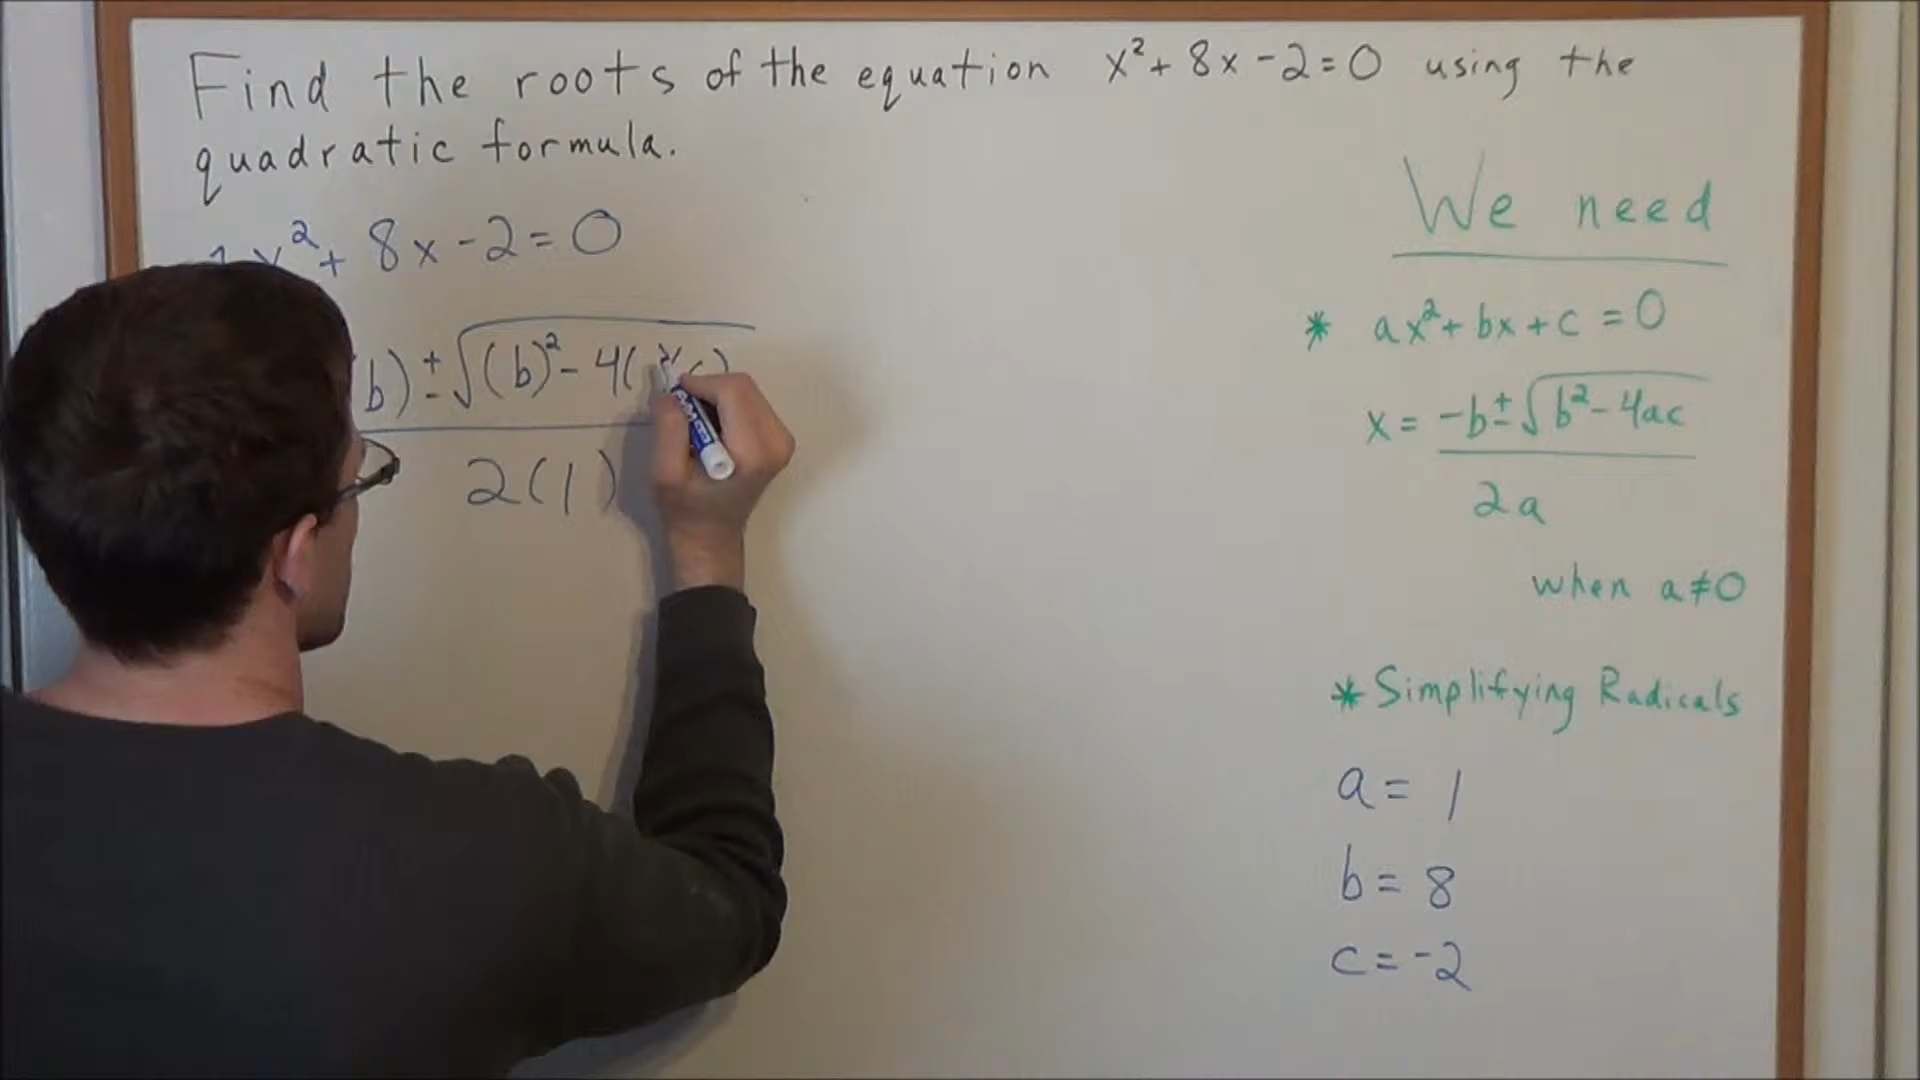 Find the roots of the equation x²+ 8x -2=0 using the
quadratic formula.
x²+ 8x -2=0
b) ± √(b)² - 4( c)
2(1)
We need
* ax²+ bx + c = 0
x = -b ± √b² - 4ac
2a
when a≠0
* Simplifying Radicals
a = 1
b = 8
c = -2